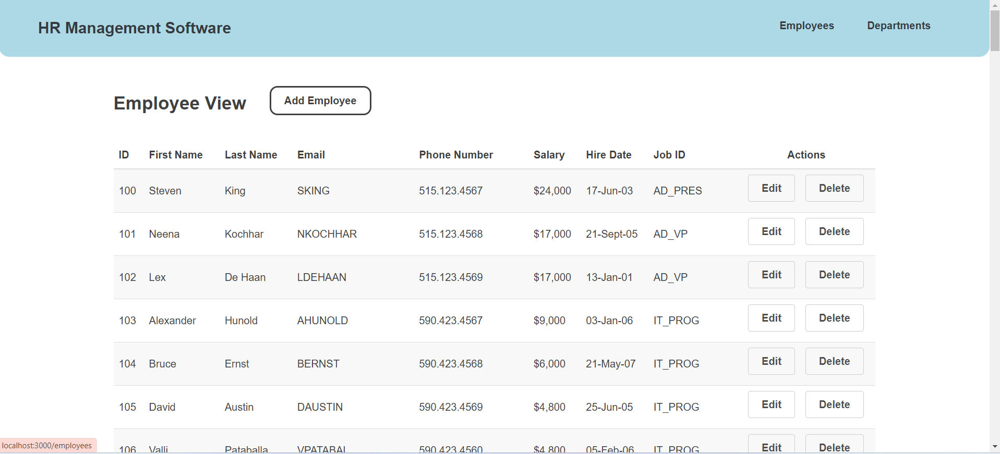 HR Management Software Employees Departments
Employee View Add Employee
ID First Name Last Name Email Phone Number Salary Hire Date Job ID Actions
100 Steven King SKING 515.123.4567 $24,000 17-Jun-03 AD_PRES Edit Delete
101 Neena Kochhar NKOCHHAR 515.123.4568 $17,000 21-Sept-05 AD_VP Edit Delete
102 Lex De Haan LDEHAAN 515.123.4569 $17,000 13-Jan-01 AD_VP Edit Delete
103 Alexander Hunold AHUNOLD 590.423.4567 $9,000 03-Jan-06 IT_PROG Edit Delete
104 Bruce Ernst BERNST 590.423.4568 $6,000 21-May-07 IT_PROG Edit Delete
105 David Austin DAUSTIN 590.423.4569 $4,800 25-Jun-05 IT_PROG Edit Delete
106 Valli Pataballa VPATABAL 590.423.4560 $4,800 05-Feb-06 IT_PROG Edit Delete
localhost:3000/employees